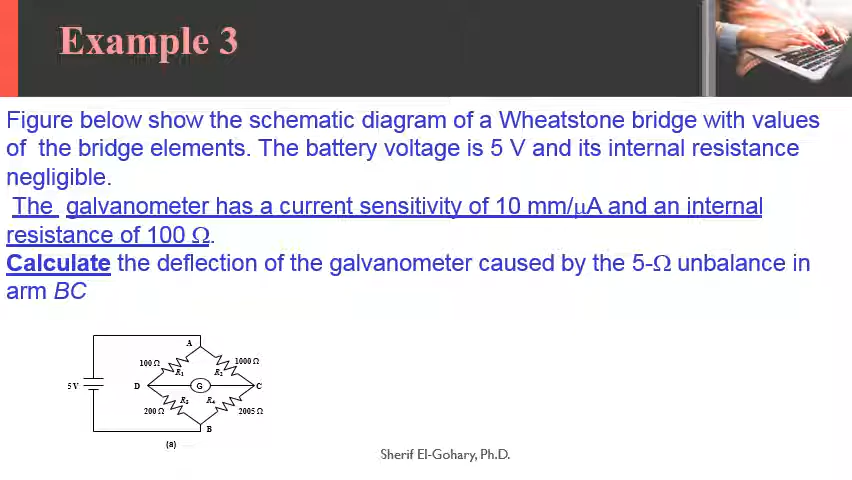 Example 3
Figure below show the schematic diagram of a Wheatstone bridge with values
of the bridge elements. The battery voltage is 5 V and its internal resistance
negligible.
The galvanometer has a current sensitivity of 10 mm/μA and an internal
resistance of 100 Ω.
Calculate the deflection of the galvanometer caused by the 5-Ω unbalance in
arm BC
A
100 Ω
1000 Ω
R1
R2
5 V
D
G
C
R3
R4
200 Ω
2005 Ω
B
(a)
Sherif El-Gohary, Ph.D.